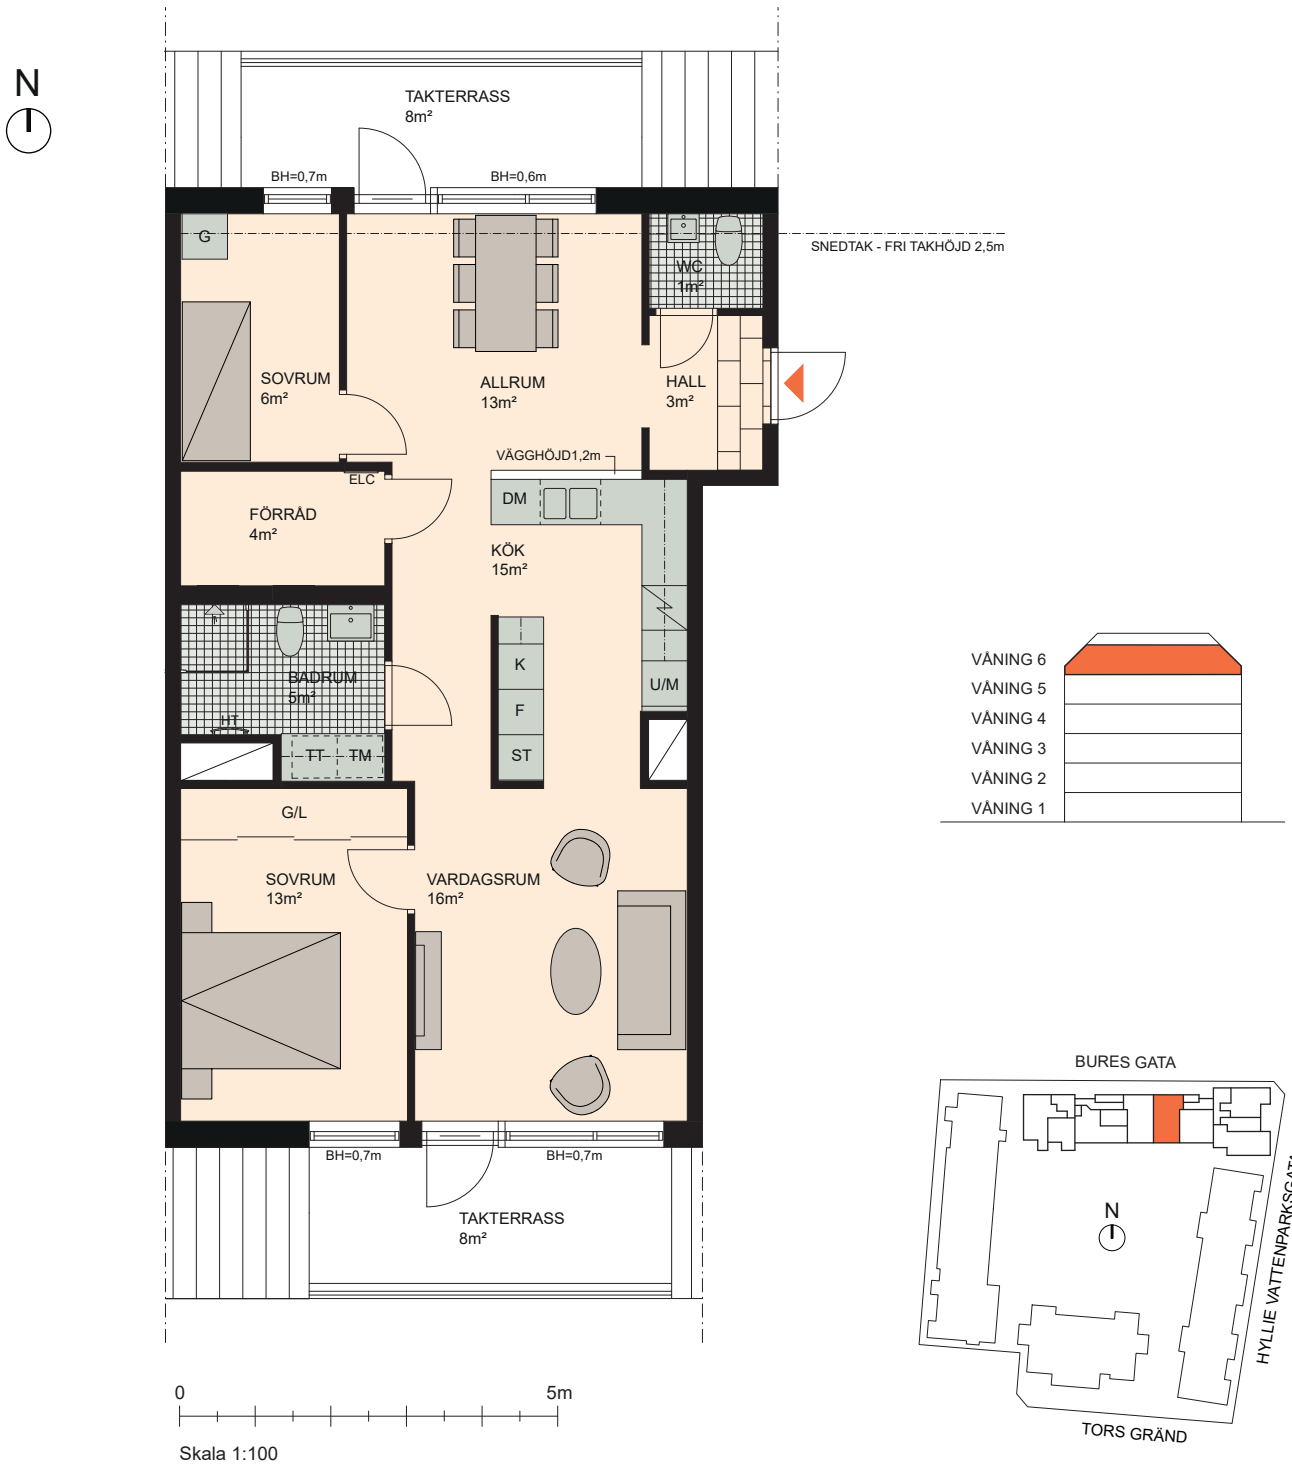 N
TAKTERRASS
8m²
BH=0,7m
BH=0,6m
G
SNEDTAK - FRI TAKHÖJD 2,5m
WC
1m²
SOVRUM
6m²
ALLRUM
13m²
HALL
3m²
VÄGGHÖJD1,2m
ELC
DM
FÖRRÅD
4m²
KÖK
15m²
K
U/M
F
BADRUM
5m²
HT
TT
TM
ST
G/L
SOVRUM
13m²
VARDAGSRUM
16m²
BH=0,7m
BH=0,7m
TAKTERRASS
8m²
0
5m
Skala 1:100
VÅNING 6
VÅNING 5
VÅNING 4
VÅNING 3
VÅNING 2
VÅNING 1
BURES GATA
N
HYLLIE VATTENPARKSGATA
TORS GRÄND